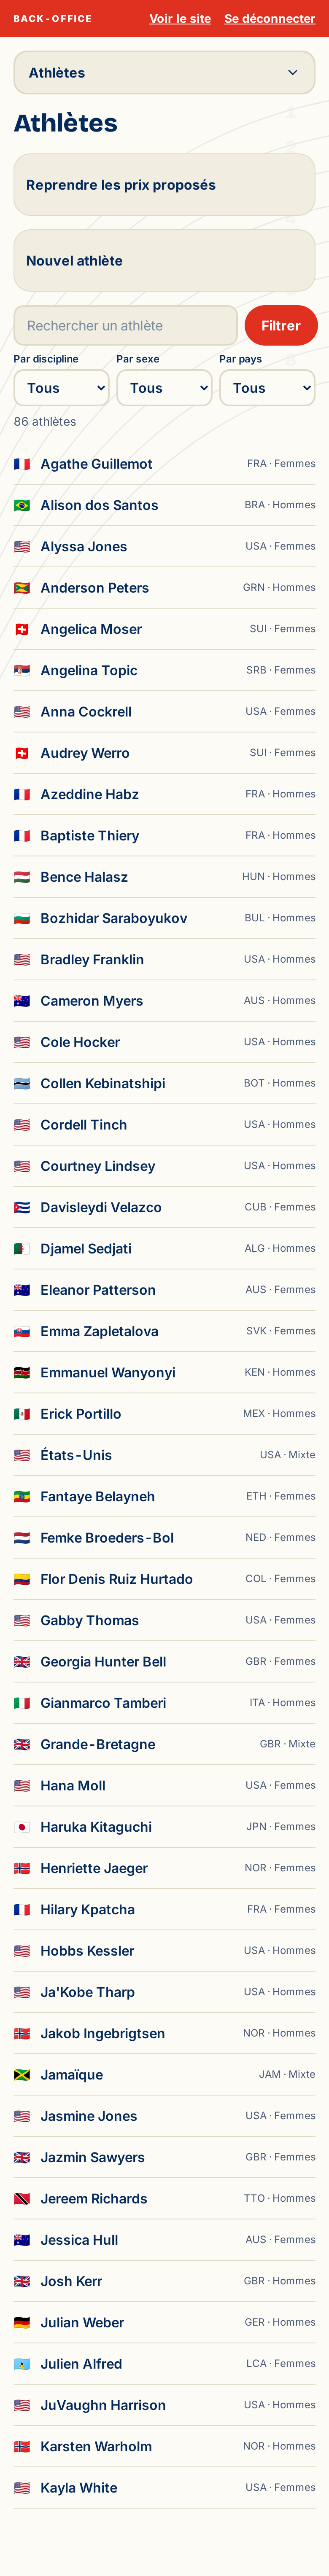 BACK-OFFICE Voir le site Se déconnecter
Athlètes
Athlètes
Reprendre les prix proposés
Nouvel athlète
Rechercher un athlète Filtrer
Par discipline Par sexe Par pays
Tous Tous Tous
86 athlètes
Agathe Guillemot FRA · Femmes
Alison dos Santos BRA · Hommes
Alyssa Jones USA · Femmes
Anderson Peters GRN · Hommes
Angelica Moser SUI · Femmes
Angelina Topic SRB · Femmes
Anna Cockrell USA · Femmes
Audrey Werro SUI · Femmes
Azeddine Habz FRA · Hommes
Baptiste Thiery FRA · Hommes
Bence Halasz HUN · Hommes
Bozhidar Saraboyukov BUL · Hommes
Bradley Franklin USA · Hommes
Cameron Myers AUS · Hommes
Cole Hocker USA · Hommes
Collen Kebinatshipi BOT · Hommes
Cordell Tinch USA · Hommes
Courtney Lindsey USA · Hommes
Davisleydi Velazco CUB · Femmes
Djamel Sedjati ALG · Hommes
Eleanor Patterson AUS · Femmes
Emma Zapletalova SVK · Femmes
Emmanuel Wanyonyi KEN · Hommes
Erick Portillo MEX · Hommes
États-Unis USA · Mixte
Fantaye Belayneh ETH · Femmes
Femke Broeders-Bol NED · Femmes
Flor Denis Ruiz Hurtado COL · Femmes
Gabby Thomas USA · Femmes
Georgia Hunter Bell GBR · Femmes
Gianmarco Tamberi ITA · Hommes
Grande-Bretagne GBR · Mixte
Hana Moll USA · Femmes
Haruka Kitaguchi JPN · Femmes
Henriette Jaeger NOR · Femmes
Hilary Kpatcha FRA · Femmes
Hobbs Kessler USA · Hommes
Ja'Kobe Tharp USA · Hommes
Jakob Ingebrigtsen NOR · Hommes
Jamaïque JAM · Mixte
Jasmine Jones USA · Femmes
Jazmin Sawyers GBR · Femmes
Jereem Richards TTO · Hommes
Jessica Hull AUS · Femmes
Josh Kerr GBR · Hommes
Julian Weber GER · Hommes
Julien Alfred LCA · Femmes
JuVaughn Harrison USA · Hommes
Karsten Warholm NOR · Hommes
Kayla White USA · Femmes